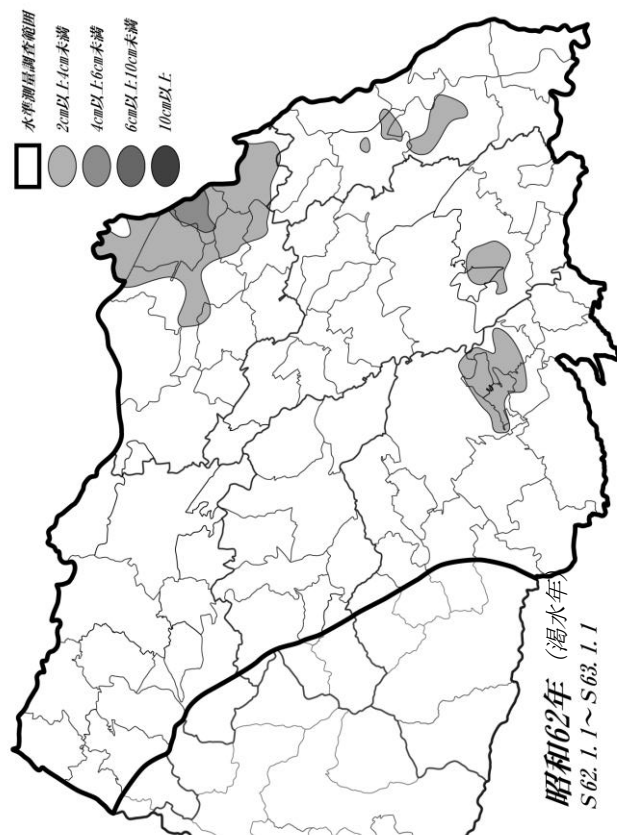 水準測量調査範囲
2cm以上4cm未満
4cm以上6cm未満
6cm以上10cm未満
10cm以上
昭和62年 (渇水年)
S62.1.1～S63.1.1